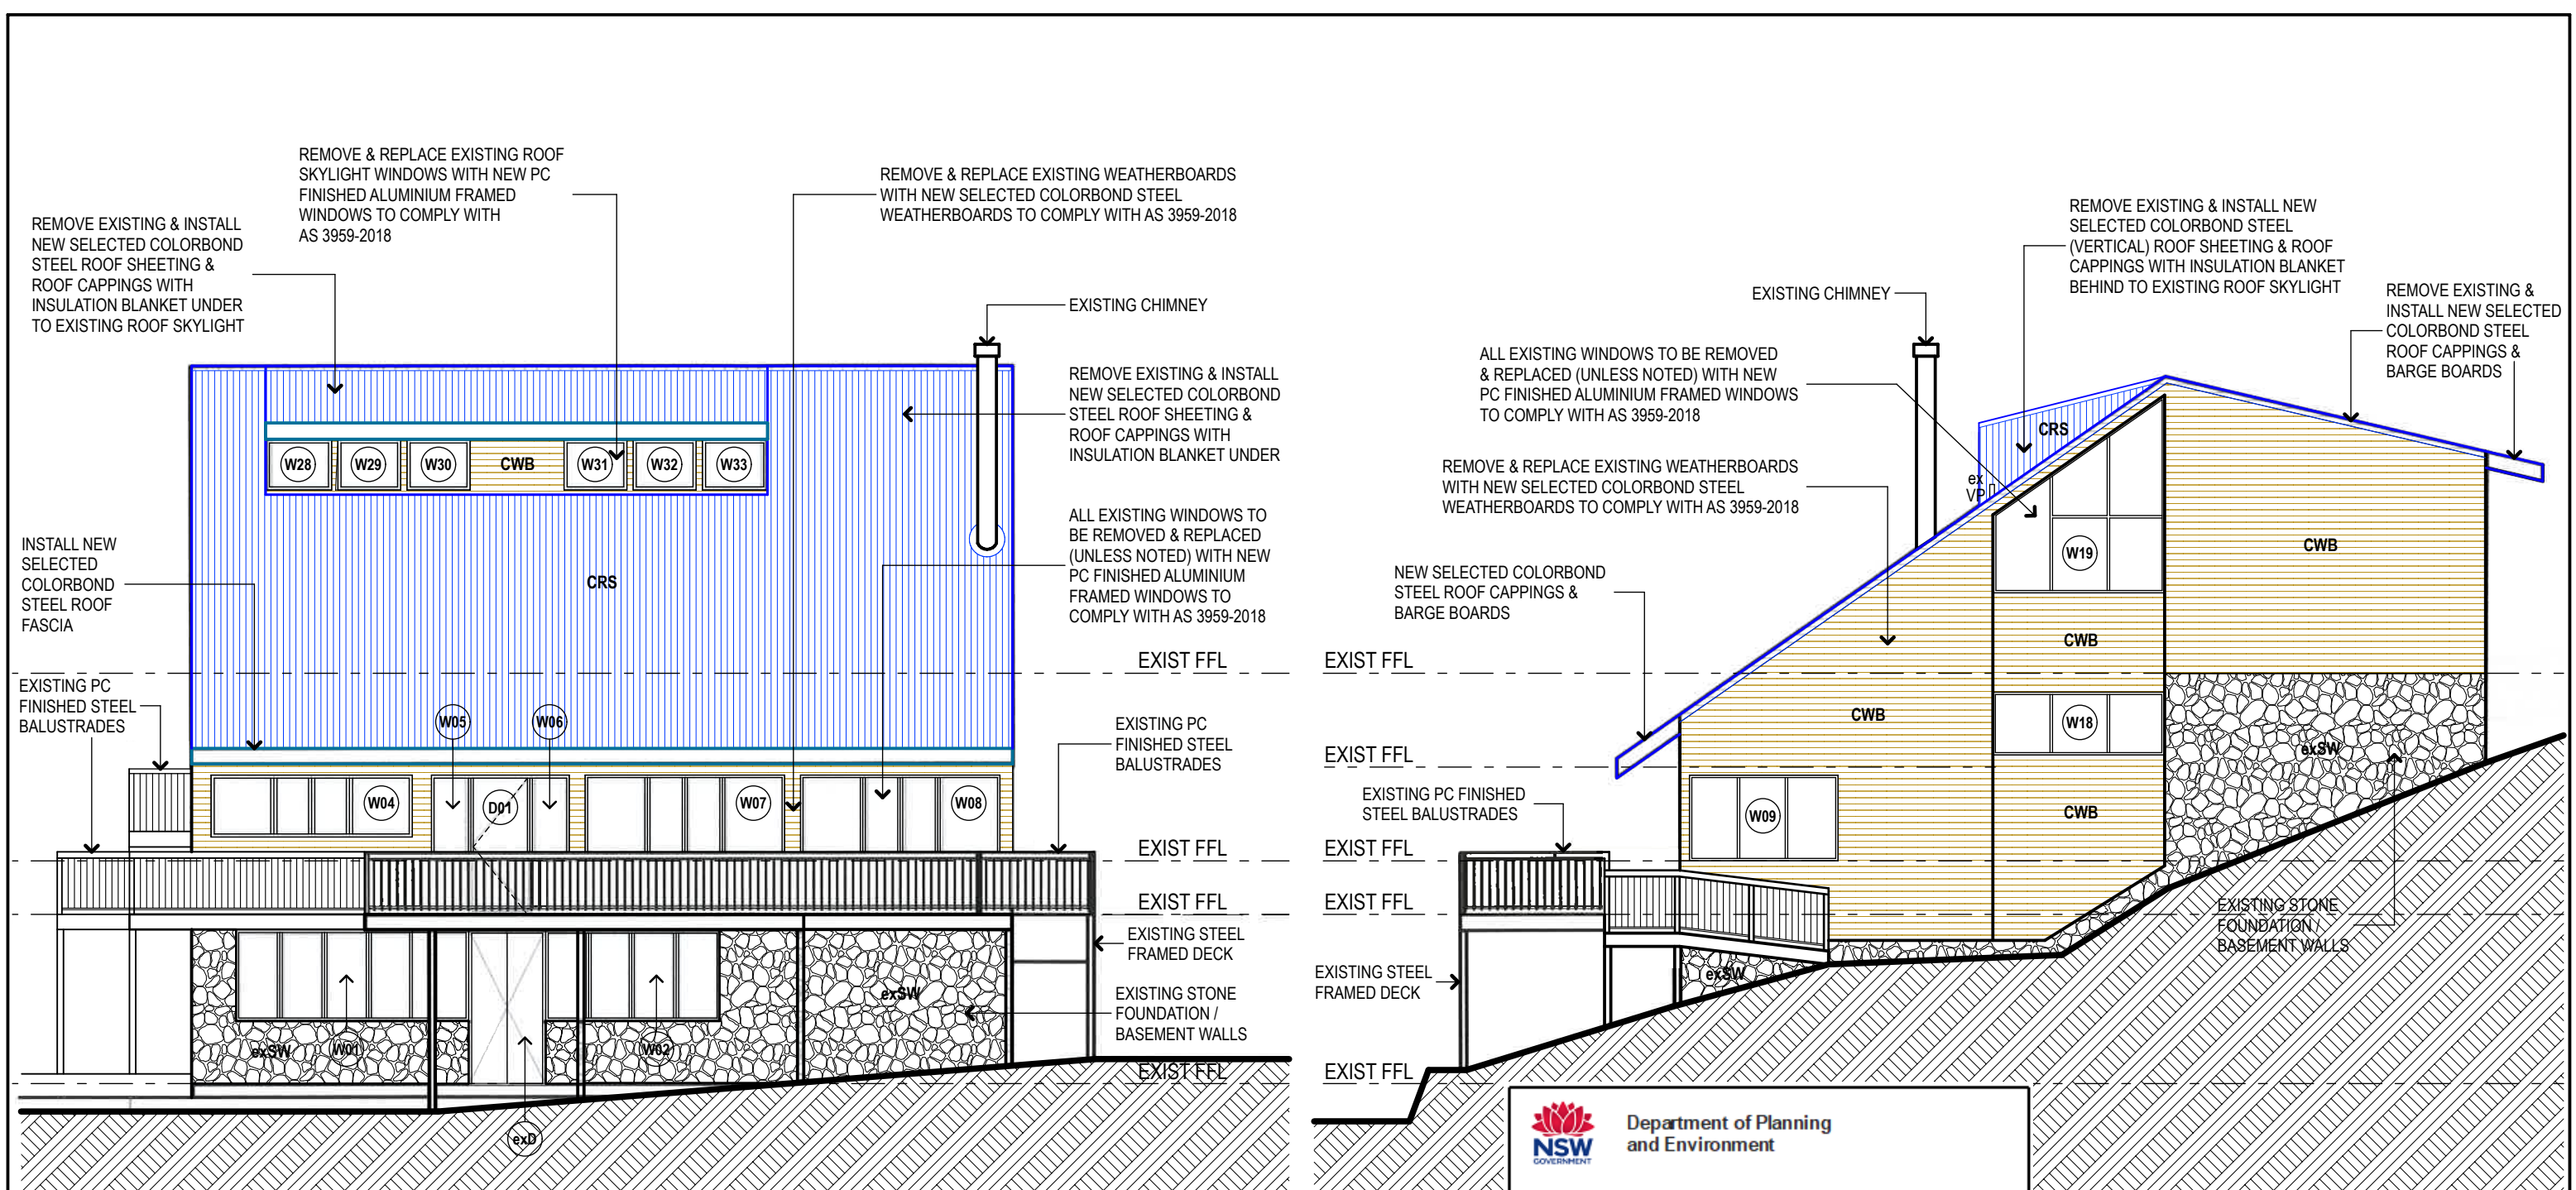 REMOVE EXISTING & INSTALL
NEW SELECTED COLORBOND
STEEL ROOF SHEETING &
ROOF CAPPINGS WITH
INSULATION BLANKET UNDER
TO EXISTING ROOF SKYLIGHT
REMOVE & REPLACE EXISTING ROOF
SKYLIGHT WINDOWS WITH NEW PC
FINISHED ALUMINIUM FRAMED
WINDOWS TO COMPLY WITH
AS 3959-2018
REMOVE & REPLACE EXISTING WEATHERBOARDS
WITH NEW SELECTED COLORBOND STEEL
WEATHERBOARDS TO COMPLY WITH AS 3959-2018
EXISTING CHIMNEY
REMOVE EXISTING & INSTALL
NEW SELECTED COLORBOND
STEEL ROOF SHEETING &
ROOF CAPPINGS WITH
INSULATION BLANKET UNDER
W28 W29 W30 CWB W31 W32 W33
ALL EXISTING WINDOWS TO
BE REMOVED & REPLACED
(UNLESS NOTED) WITH NEW
PC FINISHED ALUMINIUM
FRAMED WINDOWS TO
COMPLY WITH AS 3959-2018
INSTALL NEW
SELECTED
COLORBOND
STEEL ROOF
FASCIA
CRS
EXIST FFL
EXISTING PC
FINISHED STEEL
BALUSTRADES
W05 W06
EXISTING PC
FINISHED STEEL
BALUSTRADES
W04 D01 W07 W08
EXIST FFL
EXIST FFL
EXISTING STEEL
FRAMED DECK
exSW
EXISTING STONE
FOUNDATION /
BASEMENT WALLS
exSW W01 W02
EXIST FFL
exD
REMOVE EXISTING & INSTALL NEW
SELECTED COLORBOND STEEL
(VERTICAL) ROOF SHEETING & ROOF
CAPPINGS WITH INSULATION BLANKET
BEHIND TO EXISTING ROOF SKYLIGHT
EXISTING CHIMNEY
REMOVE EXISTING &
INSTALL NEW SELECTED
COLORBOND STEEL
ROOF CAPPINGS &
BARGE BOARDS
ALL EXISTING WINDOWS TO BE REMOVED
& REPLACED (UNLESS NOTED) WITH NEW
PC FINISHED ALUMINIUM FRAMED WINDOWS
TO COMPLY WITH AS 3959-2018
CRS
REMOVE & REPLACE EXISTING WEATHERBOARDS
WITH NEW SELECTED COLORBOND STEEL
WEATHERBOARDS TO COMPLY WITH AS 3959-2018
ex
VP
W19
CWB
NEW SELECTED COLORBOND
STEEL ROOF CAPPINGS &
BARGE BOARDS
CWB
EXIST FFL
CWB
W18
exSW
EXIST FFL
EXISTING PC FINISHED
STEEL BALUSTRADES
W09
CWB
EXIST FFL
EXIST FFL
EXISTING STONE
FOUNDATION /
BASEMENT WALLS
EXISTING STEEL
FRAMED DECK
exSW
EXIST FFL
NSW
GOVERNMENT
Department of Planning
and Environment